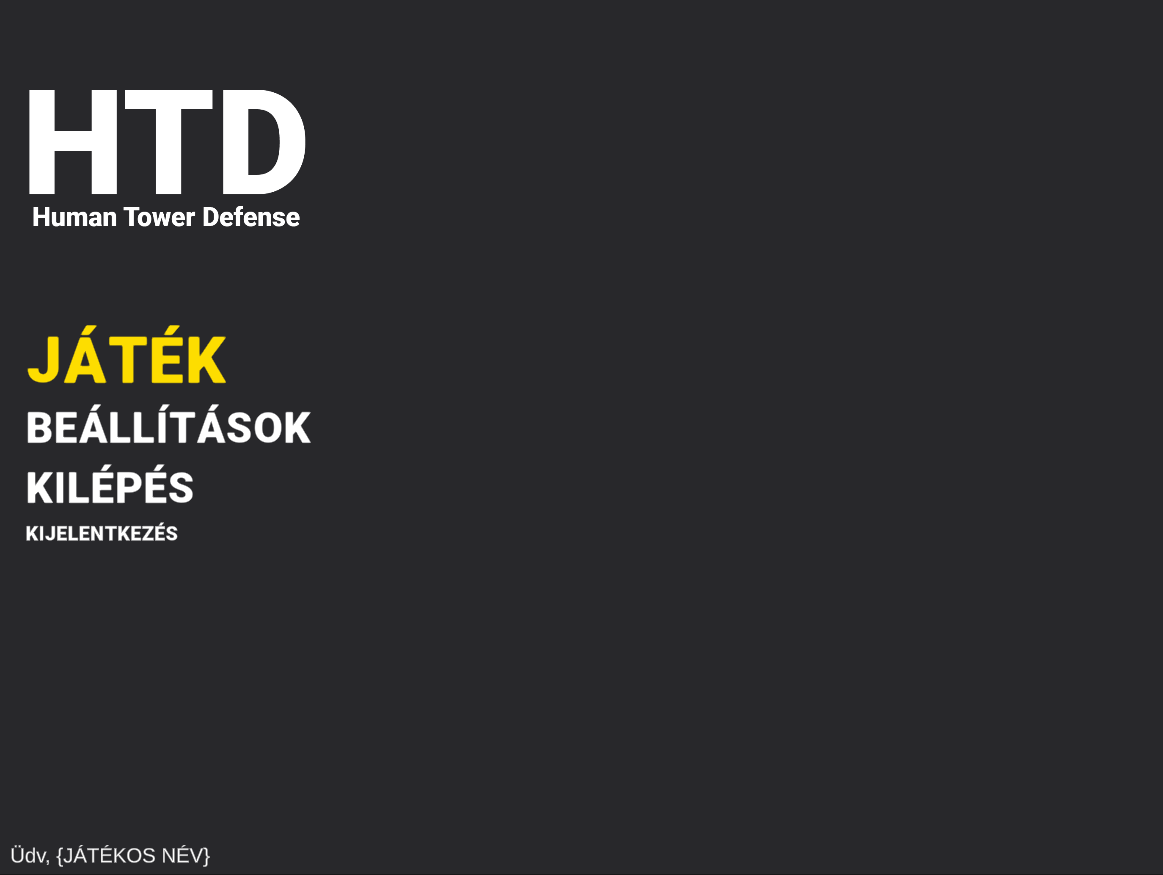 HTD
Human Tower Defense
JÁTÉK
BEÁLLÍTÁSOK
KILÉPÉS
KIJELENTKEZÉS
Üdv, {JÁTÉKOS NÉV}